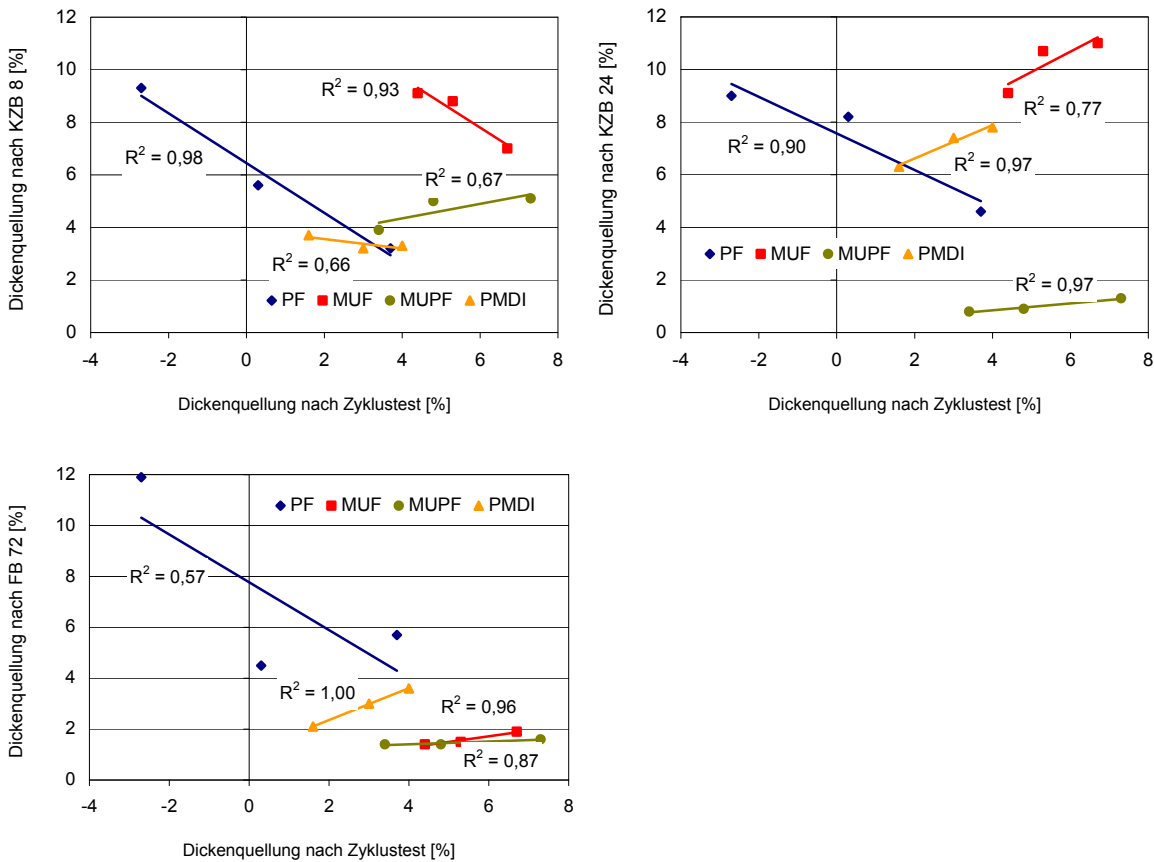 Dickenquellung nach KZB 8 [%]
12
10
8
6
4
2
0
R² = 0,93
R² = 0,98
R² = 0,67
R² = 0,66
PF MUF MUPF PMDI
-4 -2 0 2 4 6 8
Dickenquellung nach Zyklustest [%]
Dickenquellung nach KZB 24 [%]
12
10
8
6
4
2
0
R² = 0,77
R² = 0,90
R² = 0,97
PF MUF MUPF PMDI
R² = 0,97
-4 -2 0 2 4 6 8
Dickenquellung nach Zyklustest [%]
Dickenquellung nach FB 72 [%]
12
10
8
6
4
2
0
PF MUF MUPF PMDI
R² = 0,57
R² = 1,00
R² = 0,96
R² = 0,87
-4 -2 0 2 4 6 8
Dickenquellung nach Zyklustest [%]